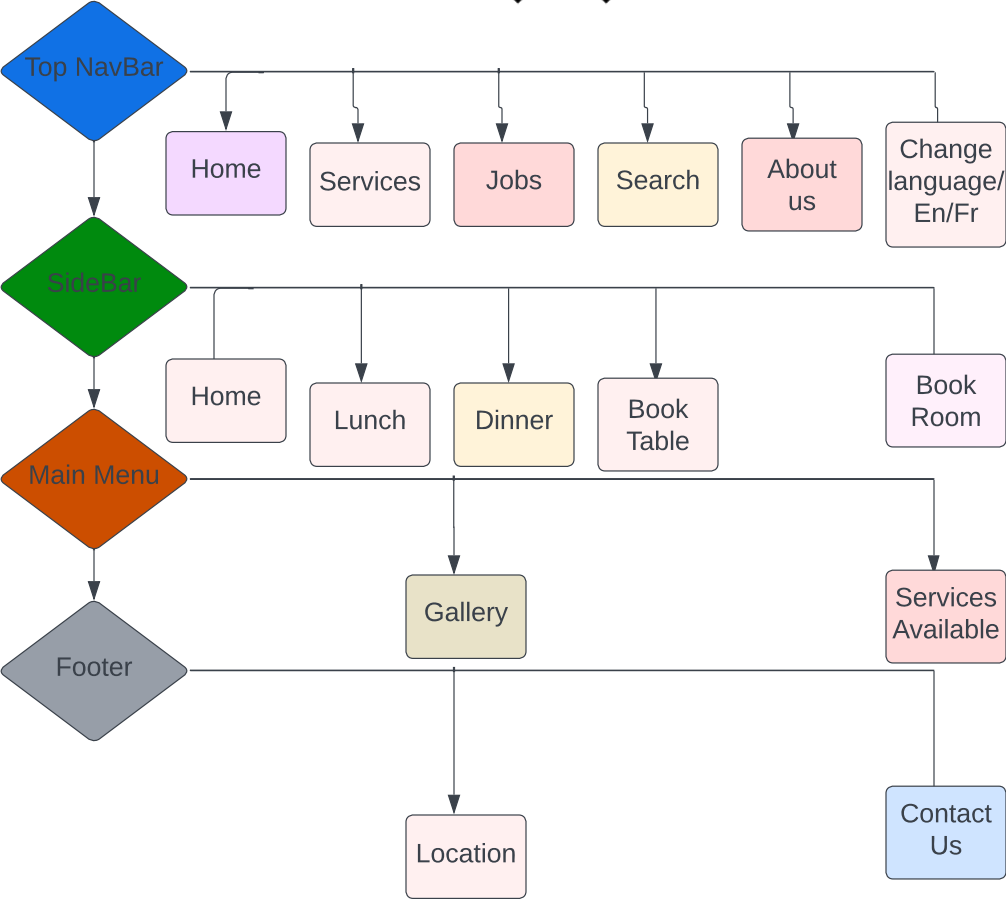 Top NavBar
Home
Services
Jobs
Search
About
us
Change
language/
En/Fr
SideBar
Home
Lunch
Dinner
Book
Table
Book
Room
Main Menu
Gallery
Services
Available
Footer
Location
Contact
Us